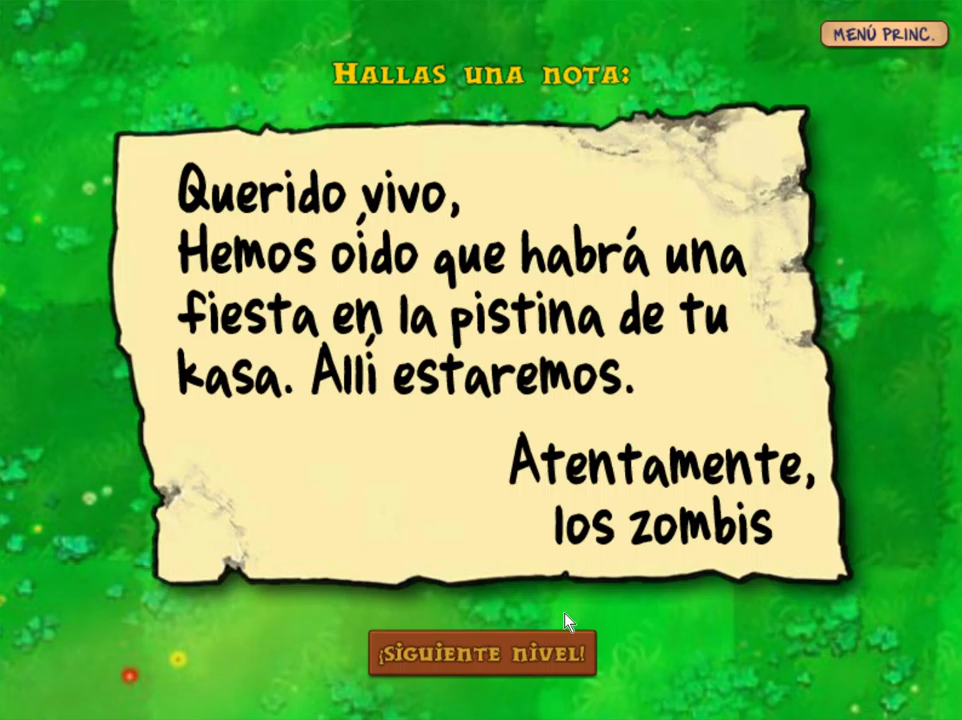 MENÚ PRINC.
HALLAS UNA NOTA:
Querido vivo,
Hemos oído que habrá una
fiesta en la pistina de tu
kasa. Allí estaremos.
Atentamente,
los zombis
¡SIGUIENTE NIVEL!